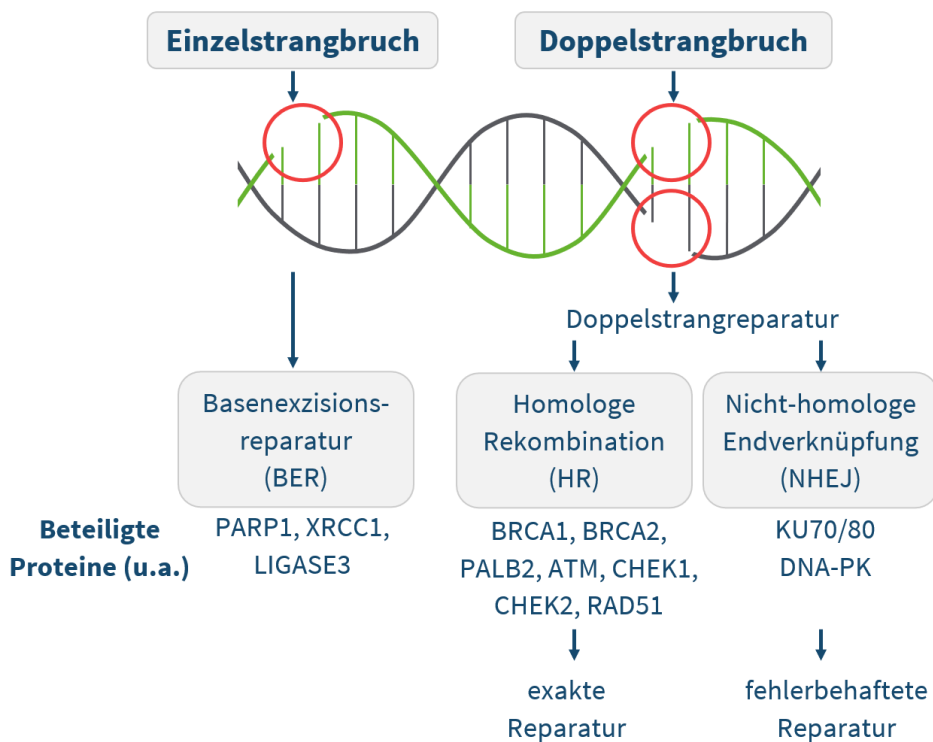 Einzelstrangbruch
Doppelstrangbruch
Doppelstrangreparatur
Basenexzisions-
reparatur
(BER)
Homologe
Rekombination
(HR)
Nicht-homologe
Endverknüpfung
(NHEJ)
Beteiligte
Proteine (u.a.)
PARP1, XRCC1,
LIGASE3
BRCA1, BRCA2,
PALB2, ATM, CHEK1,
CHEK2, RAD51
KU70/80
DNA-PK
exakte
Reparatur
fehlerbehaftete
Reparatur